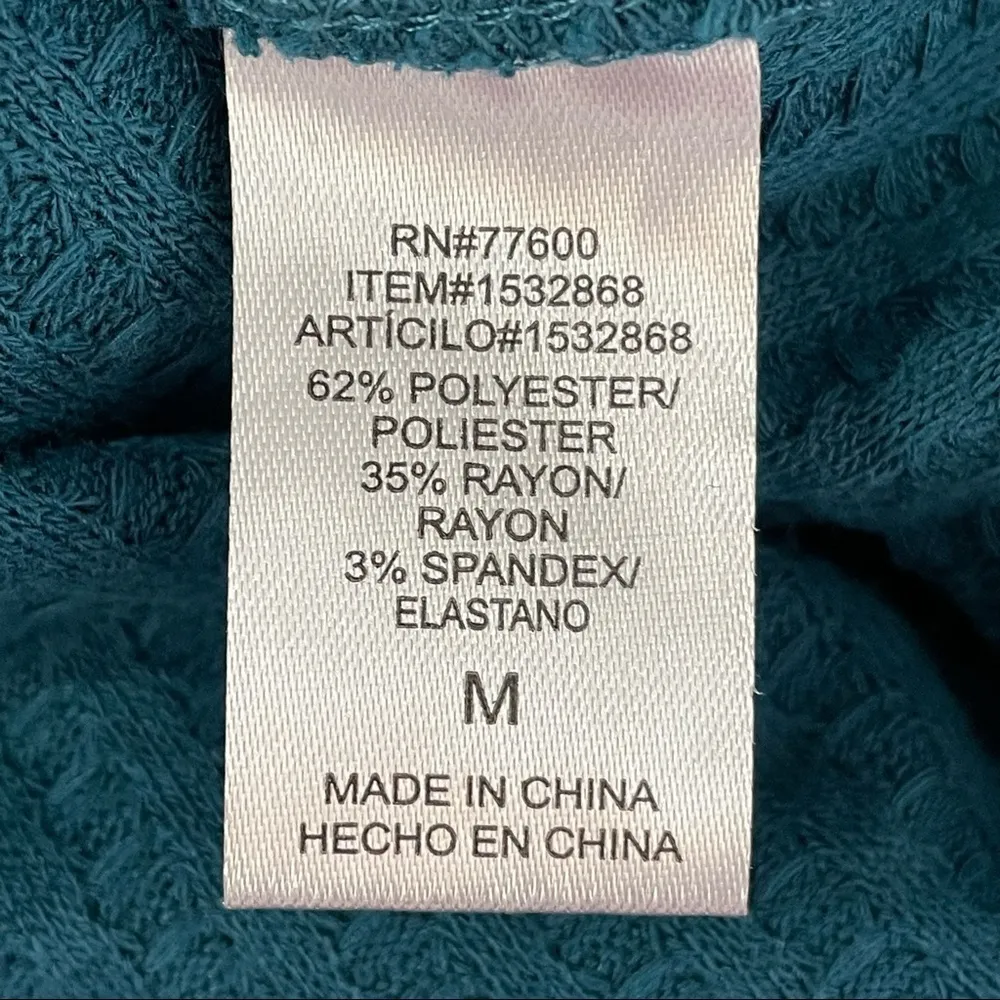 RN#77600
ITEM#1532868
ARTÍCILO#1532868
62% POLYESTER/
POLIESTER
35% RAYON/
RAYON
3% SPANDEX/
ELASTANO
M
MADE IN CHINA
HECHO EN CHINA